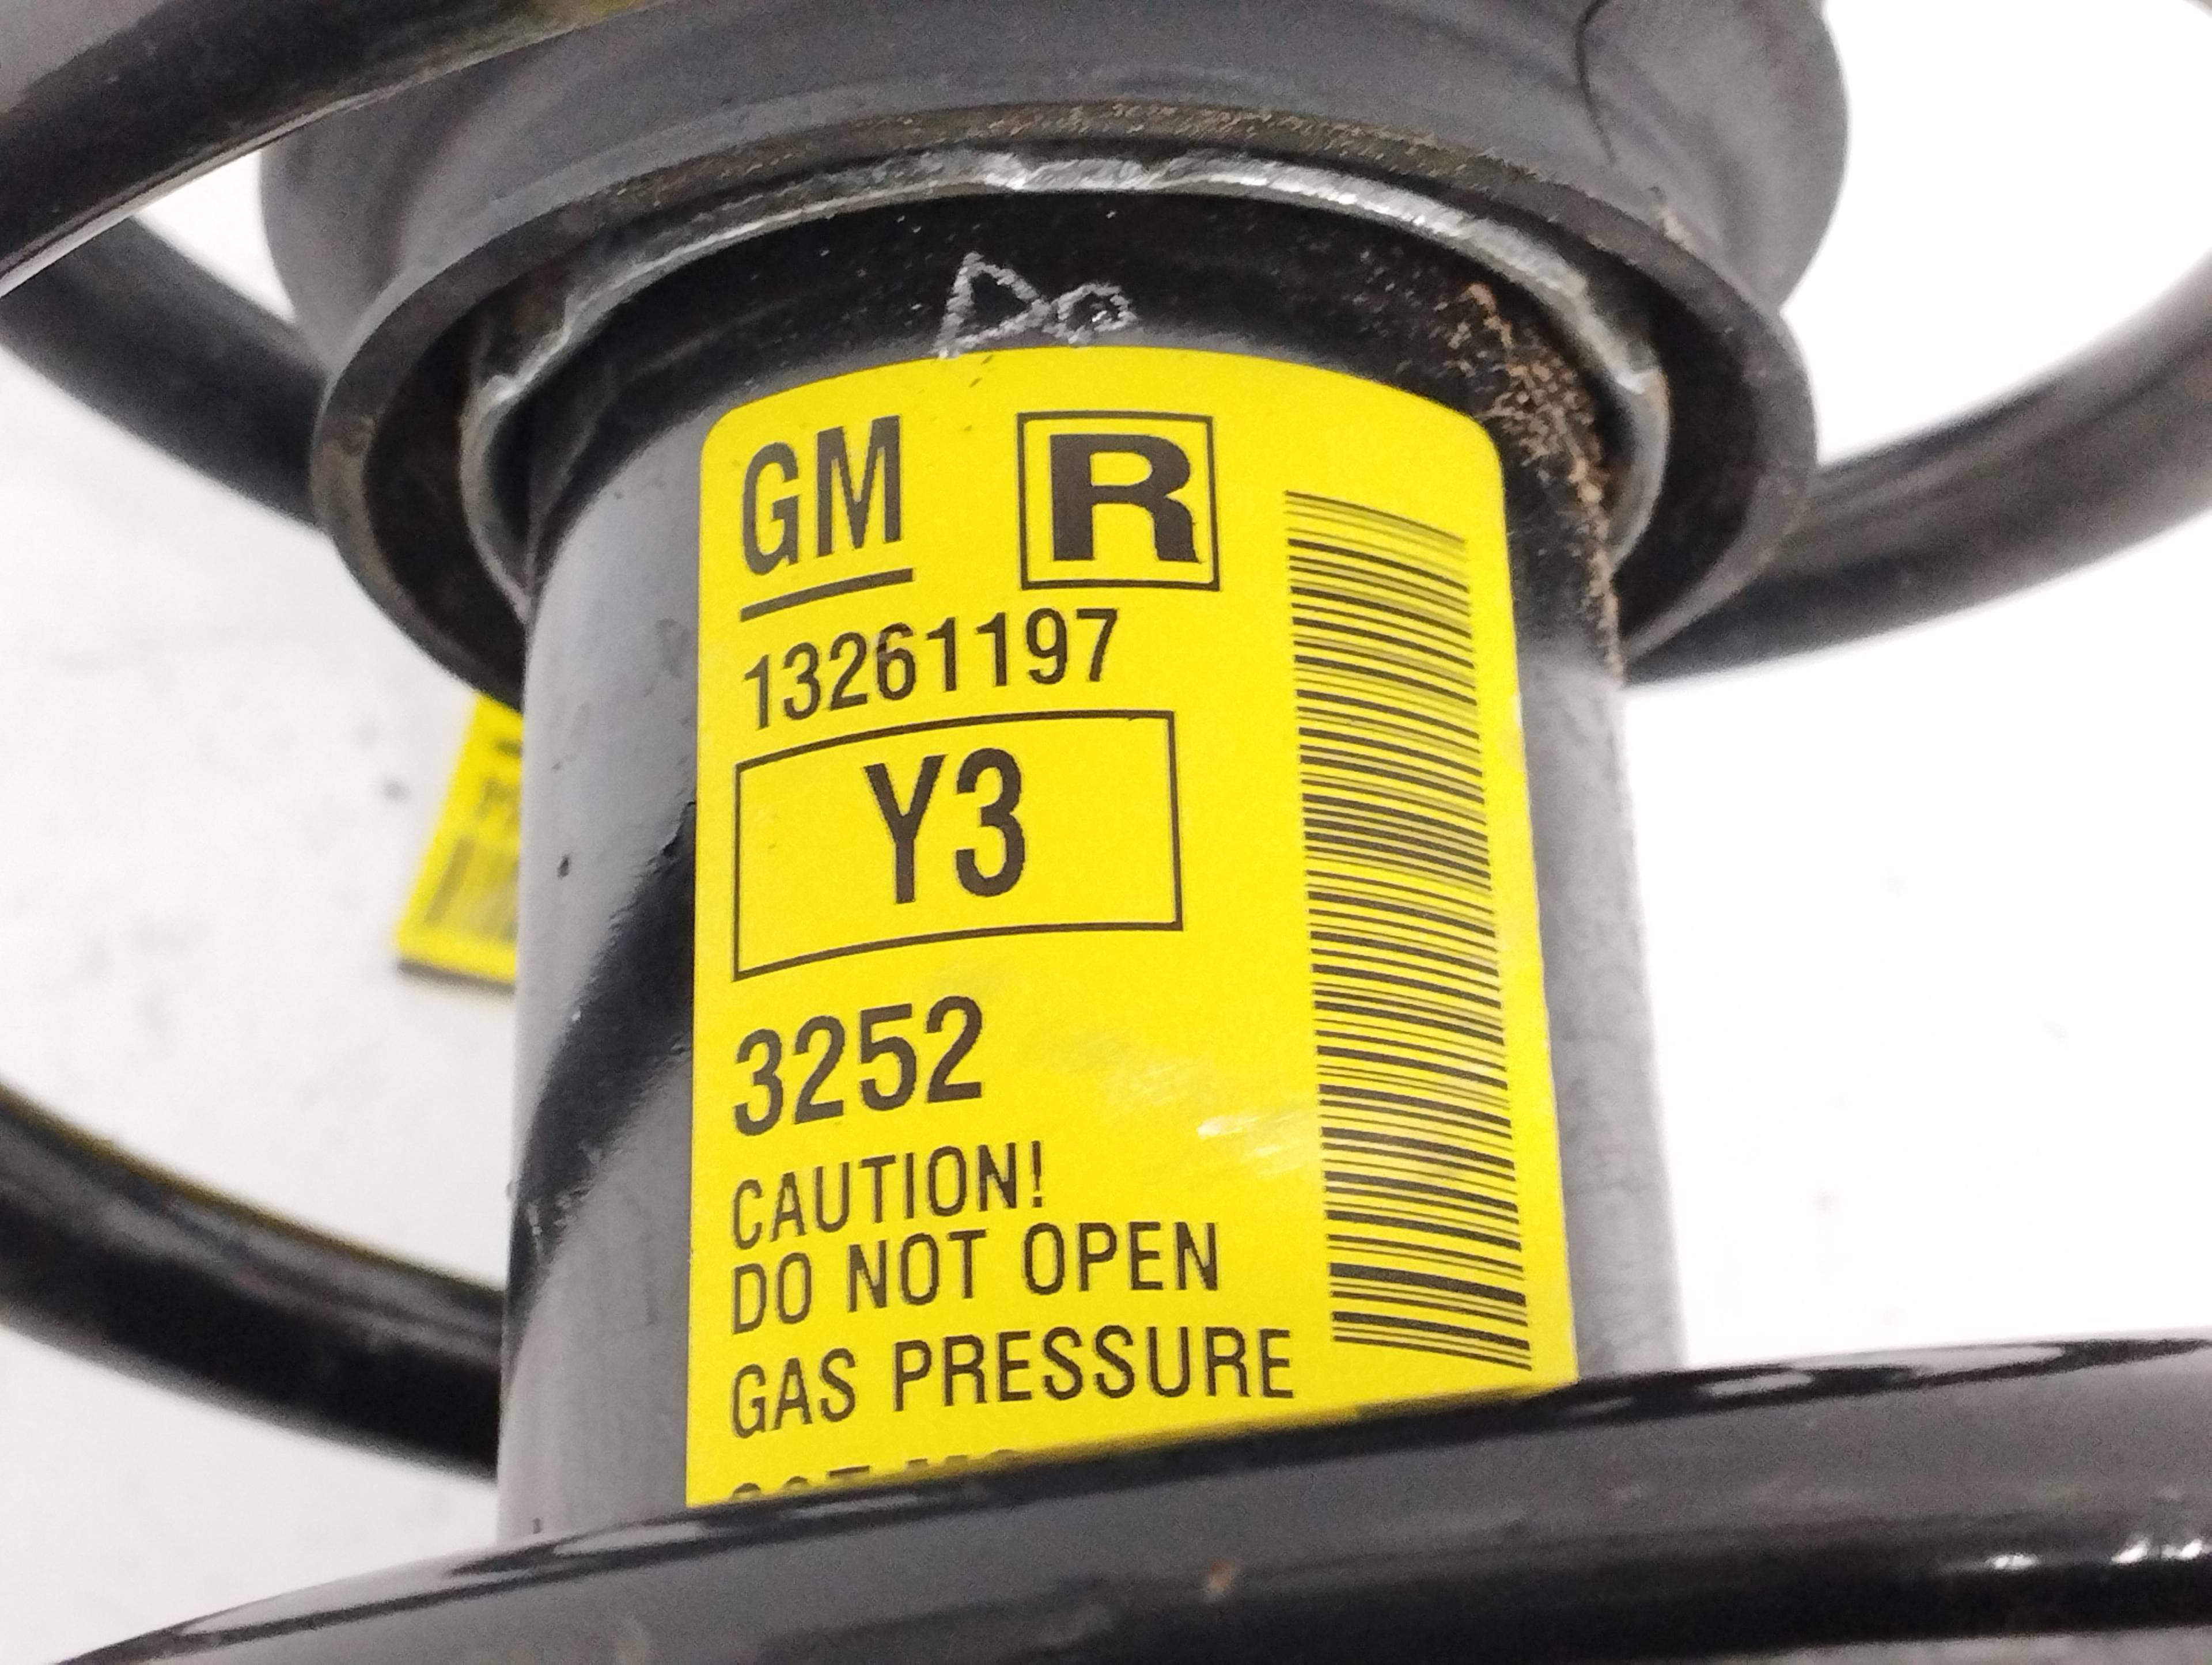 GM R
13261197
Y3
3252
CAUTION!
DO NOT OPEN
GAS PRESSURE